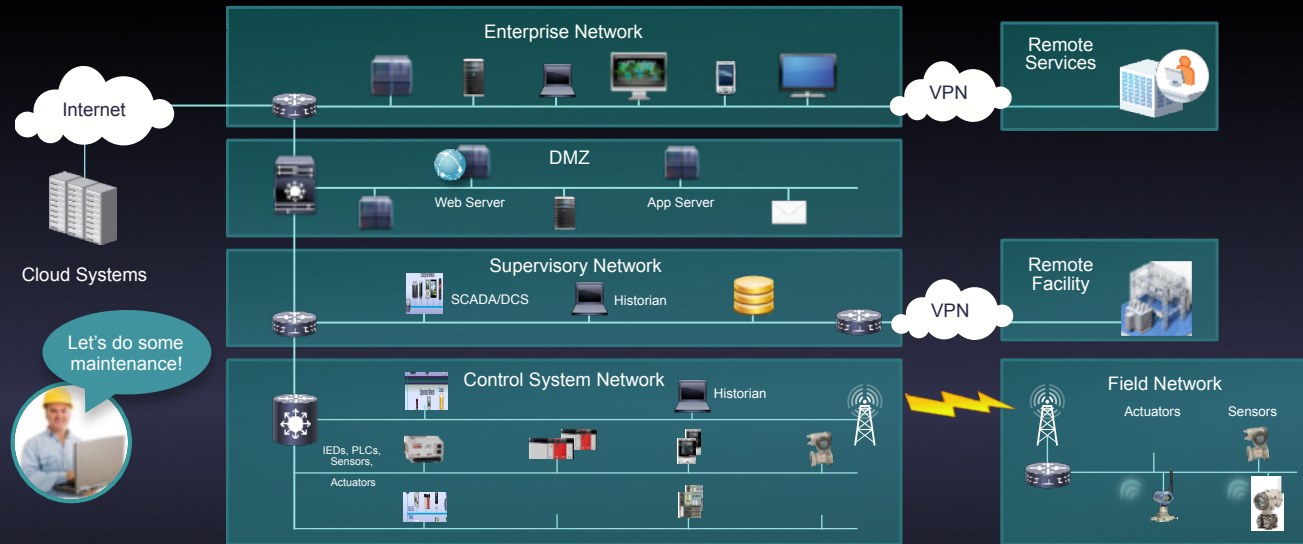 Enterprise Network
Remote
Services
Internet
VPN
DMZ
Web Server
App Server
Cloud Systems
Supervisory Network
SCADA/DCS
Historian
Remote
Facility
VPN
Let's do some
maintenance!
Control System Network
Historian
IEDs, PLCs,
Sensors,
Actuators
Field Network
Actuators
Sensors